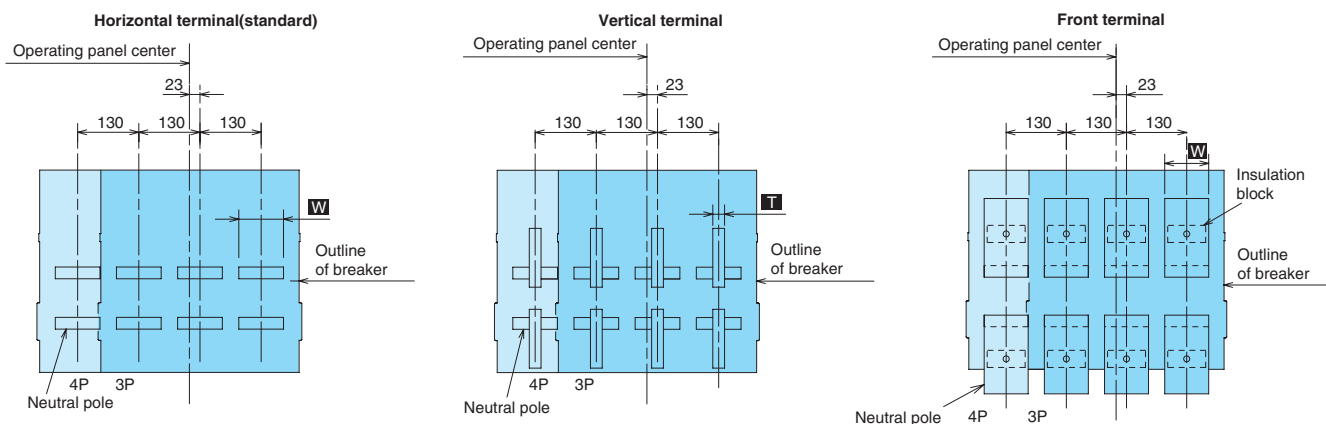 Horizontal terminal(standard)
Operating panel center
23
130 130 130
W
Outline
of breaker
4P 3P
Neutral pole
Vertical terminal
Operating panel center
23
130 130 130
T
Outline
of breaker
4P 3P
Neutral pole
Front terminal
Operating panel center
23
130 130 130
W
Insulation
block
Outline
of breaker
Neutral pole 4P 3P